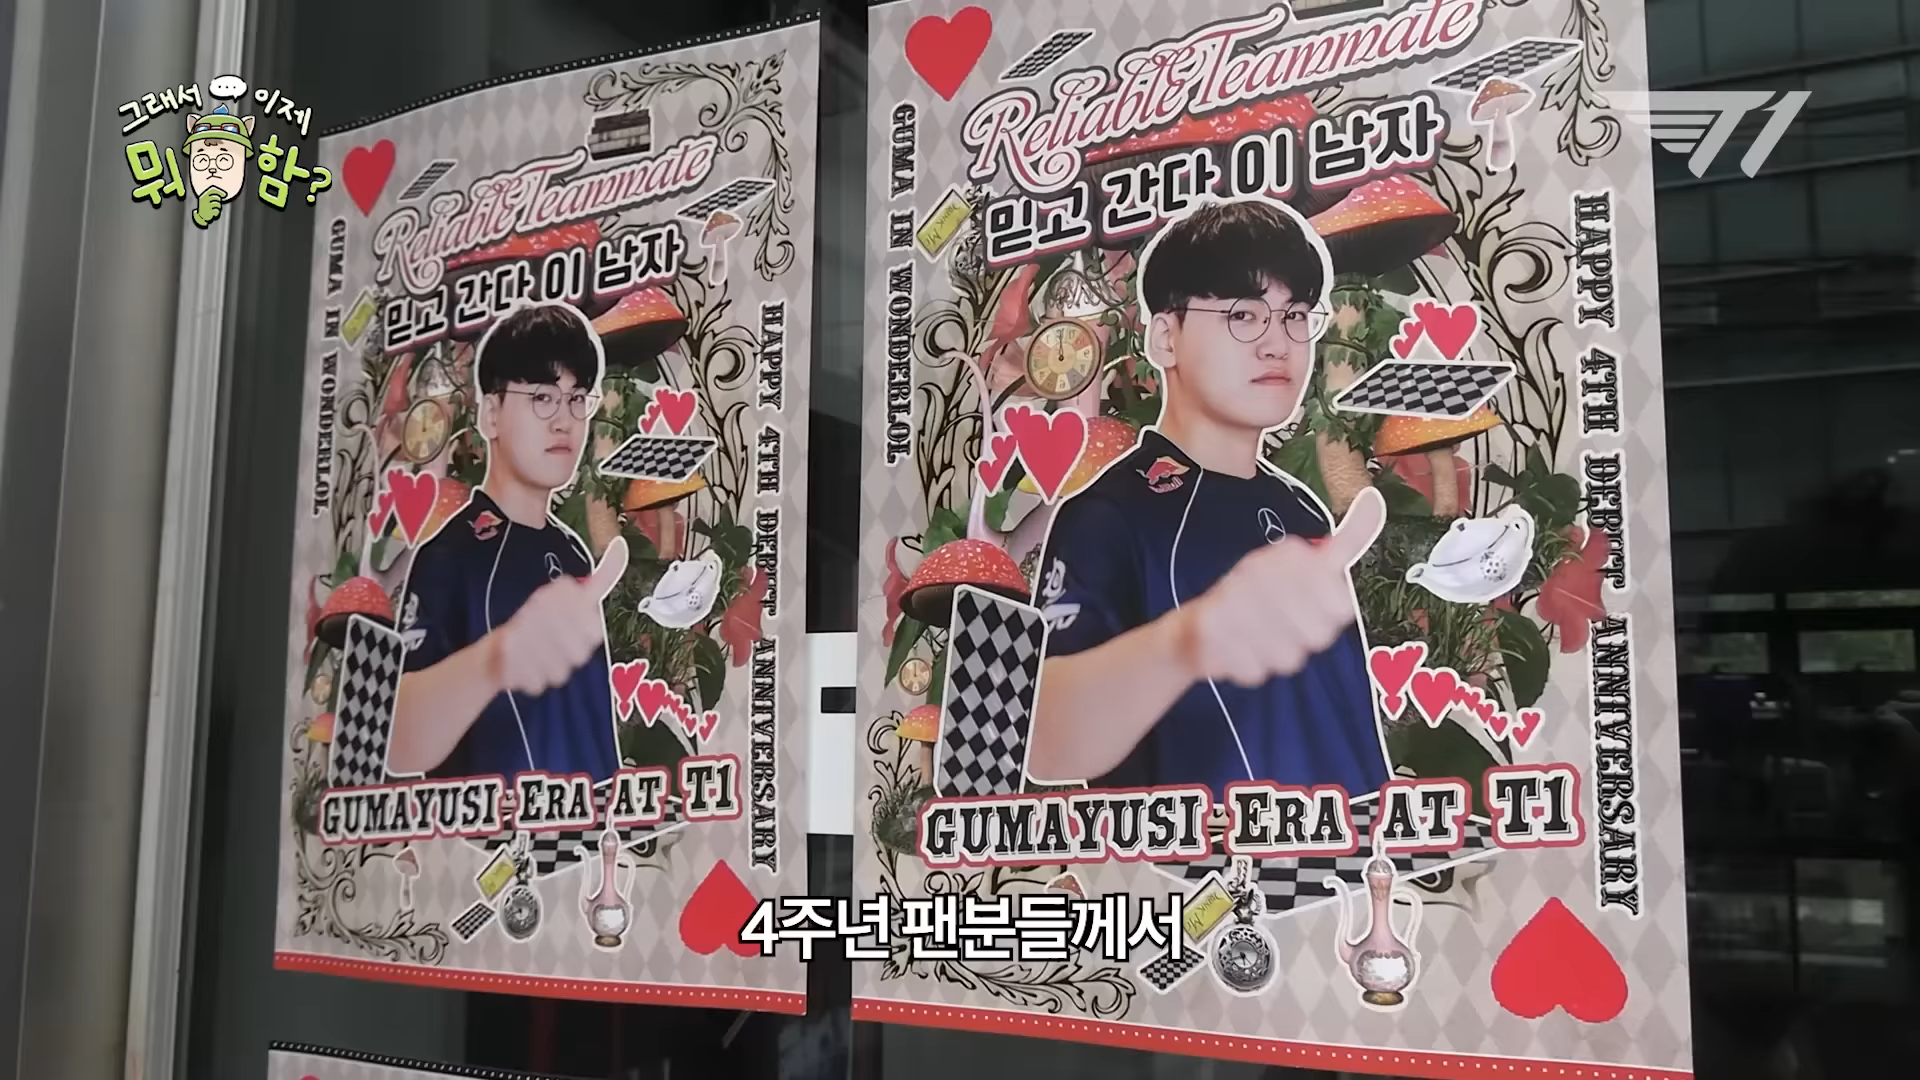 그래서 이제
뭐 함?
T1
Reliable Teammate
믿고 간다 이 남자
GUMA IN WONDERLOL
HAPPY 4TH DEBUT ANNIVERSARY
GUMAYUSI ERA AT T1
Reliable Teammate
믿고 간다 이 남자
GUMA IN WONDERLOL
HAPPY 4TH DEBUT ANNIVERSARY
GUMAYUSI ERA AT T1
4주년 팬분들께서